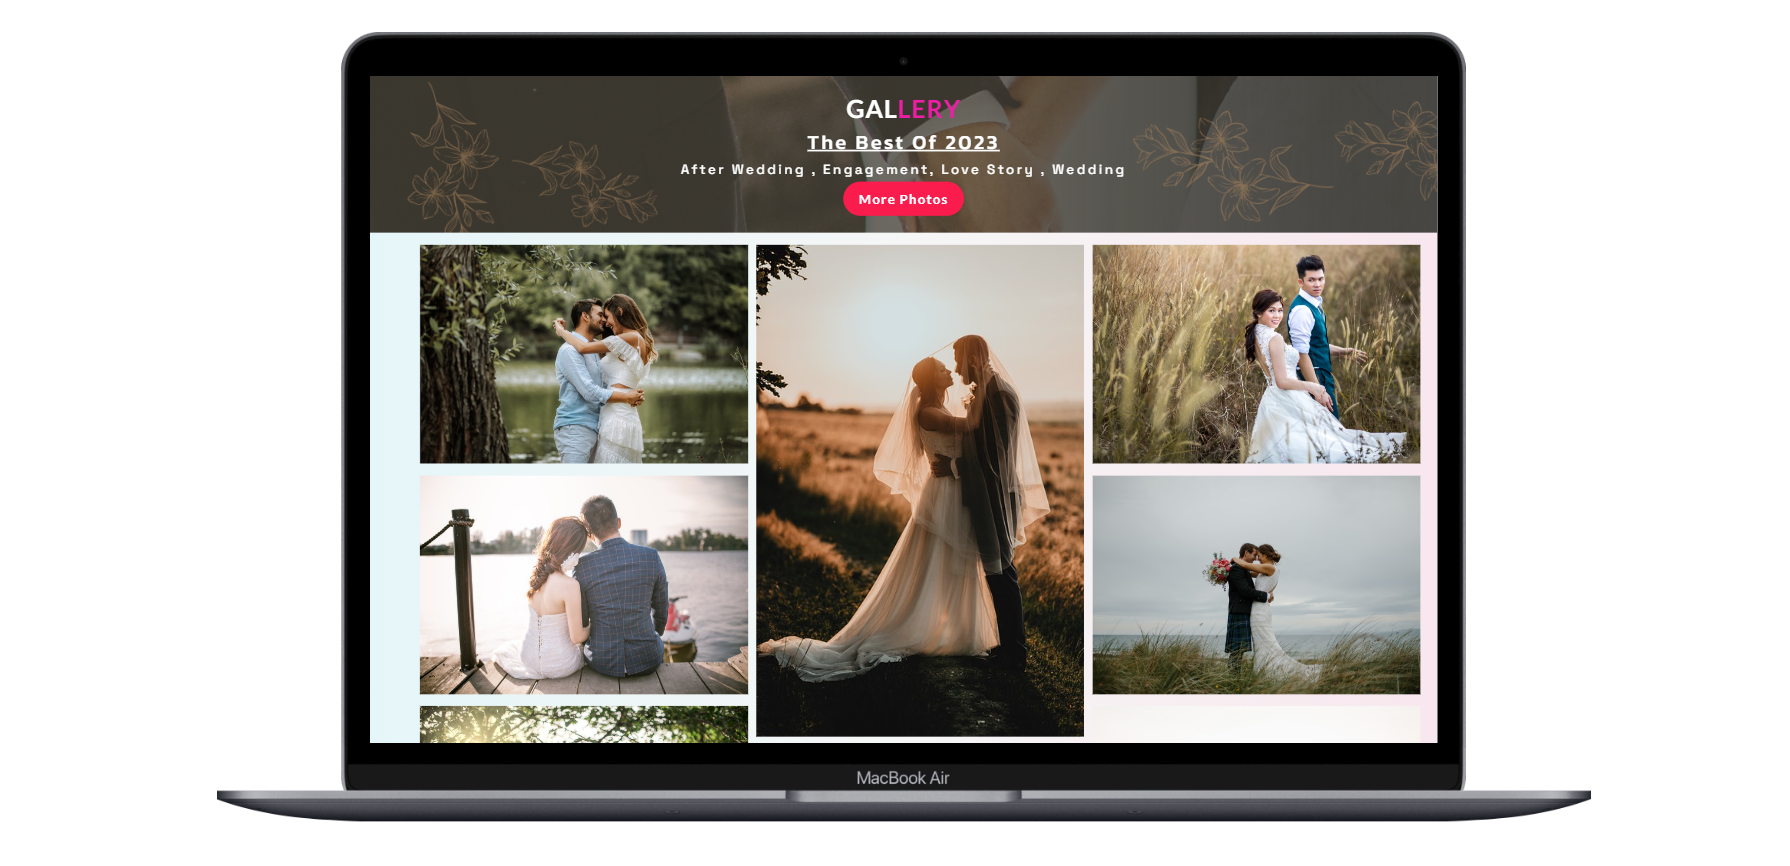 GALLERY
The Best Of 2023
After Wedding , Engagement, Love Story , Wedding
More Photos
MacBook Air